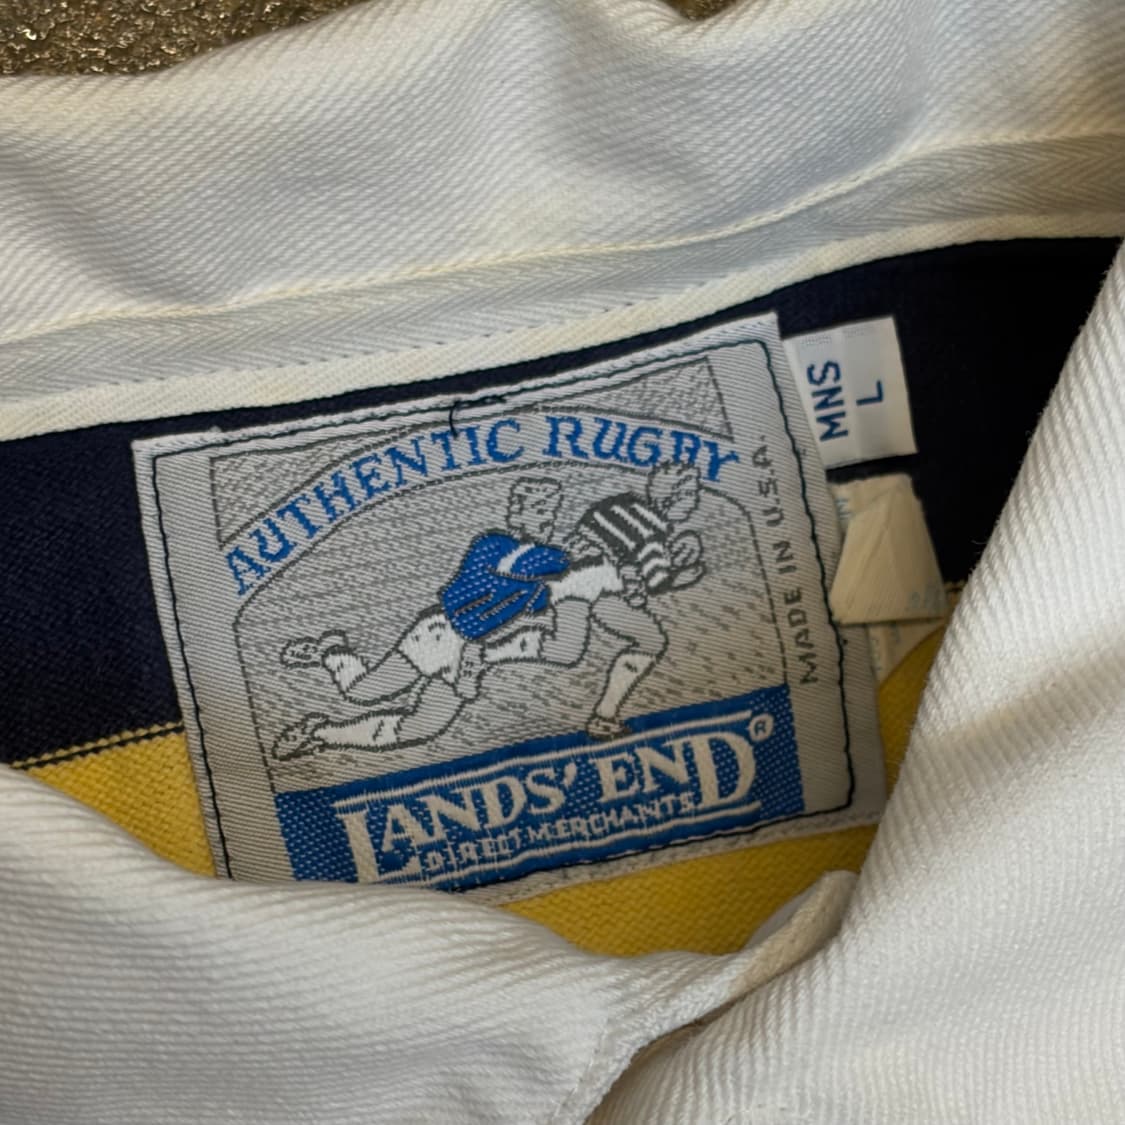 AUTHENTIC RUGBY
LANDS' END®
DIRECT MERCHANTS
MADE IN U.S.A.
MNS
L